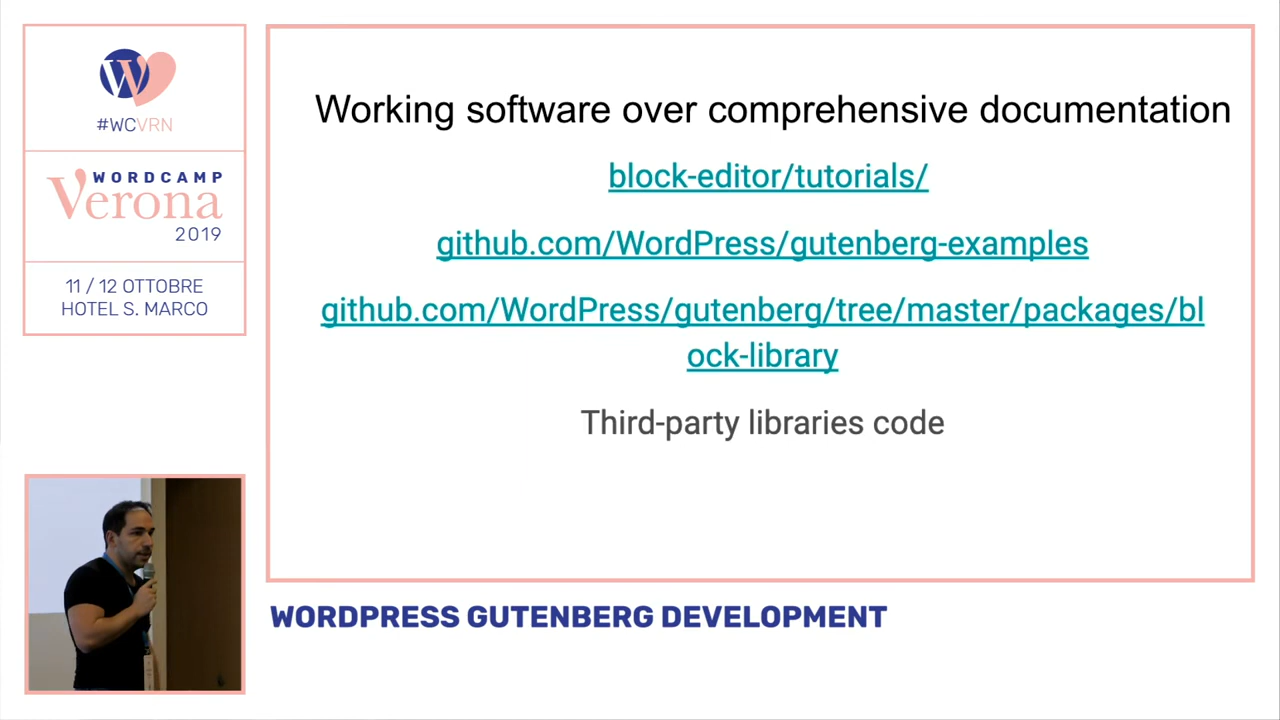 #WCVRN
WORDCAMP
Verona
2019
11 / 12 OTTOBRE
HOTEL S. MARCO
Working software over comprehensive documentation
block-editor/tutorials/
github.com/WordPress/gutenberg-examples
github.com/WordPress/gutenberg/tree/master/packages/bl
ock-library
Third-party libraries code
WORDPRESS GUTENBERG DEVELOPMENT